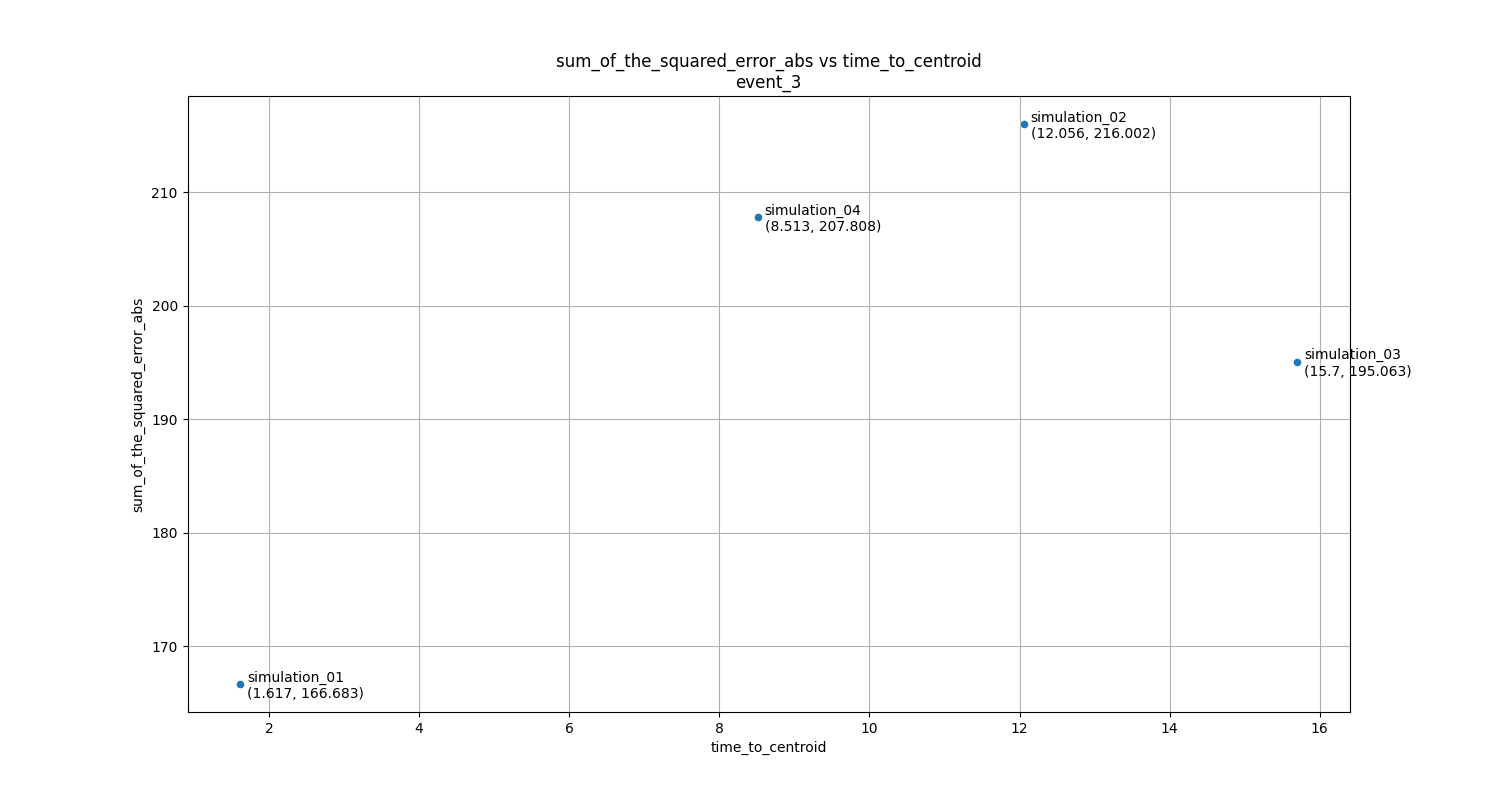 sum_of_the_squared_error_abs vs time_to_centroid
event_3
simulation_02
(12.056, 216.002)
210
simulation_04
(8.513, 207.808)
200
simulation_03
(15.7, 195.063)
sum_of_the_squared_error_abs
190
180
170
simulation_01
(1.617, 166.683)
2 4 6 8 10 12 14 16
time_to_centroid